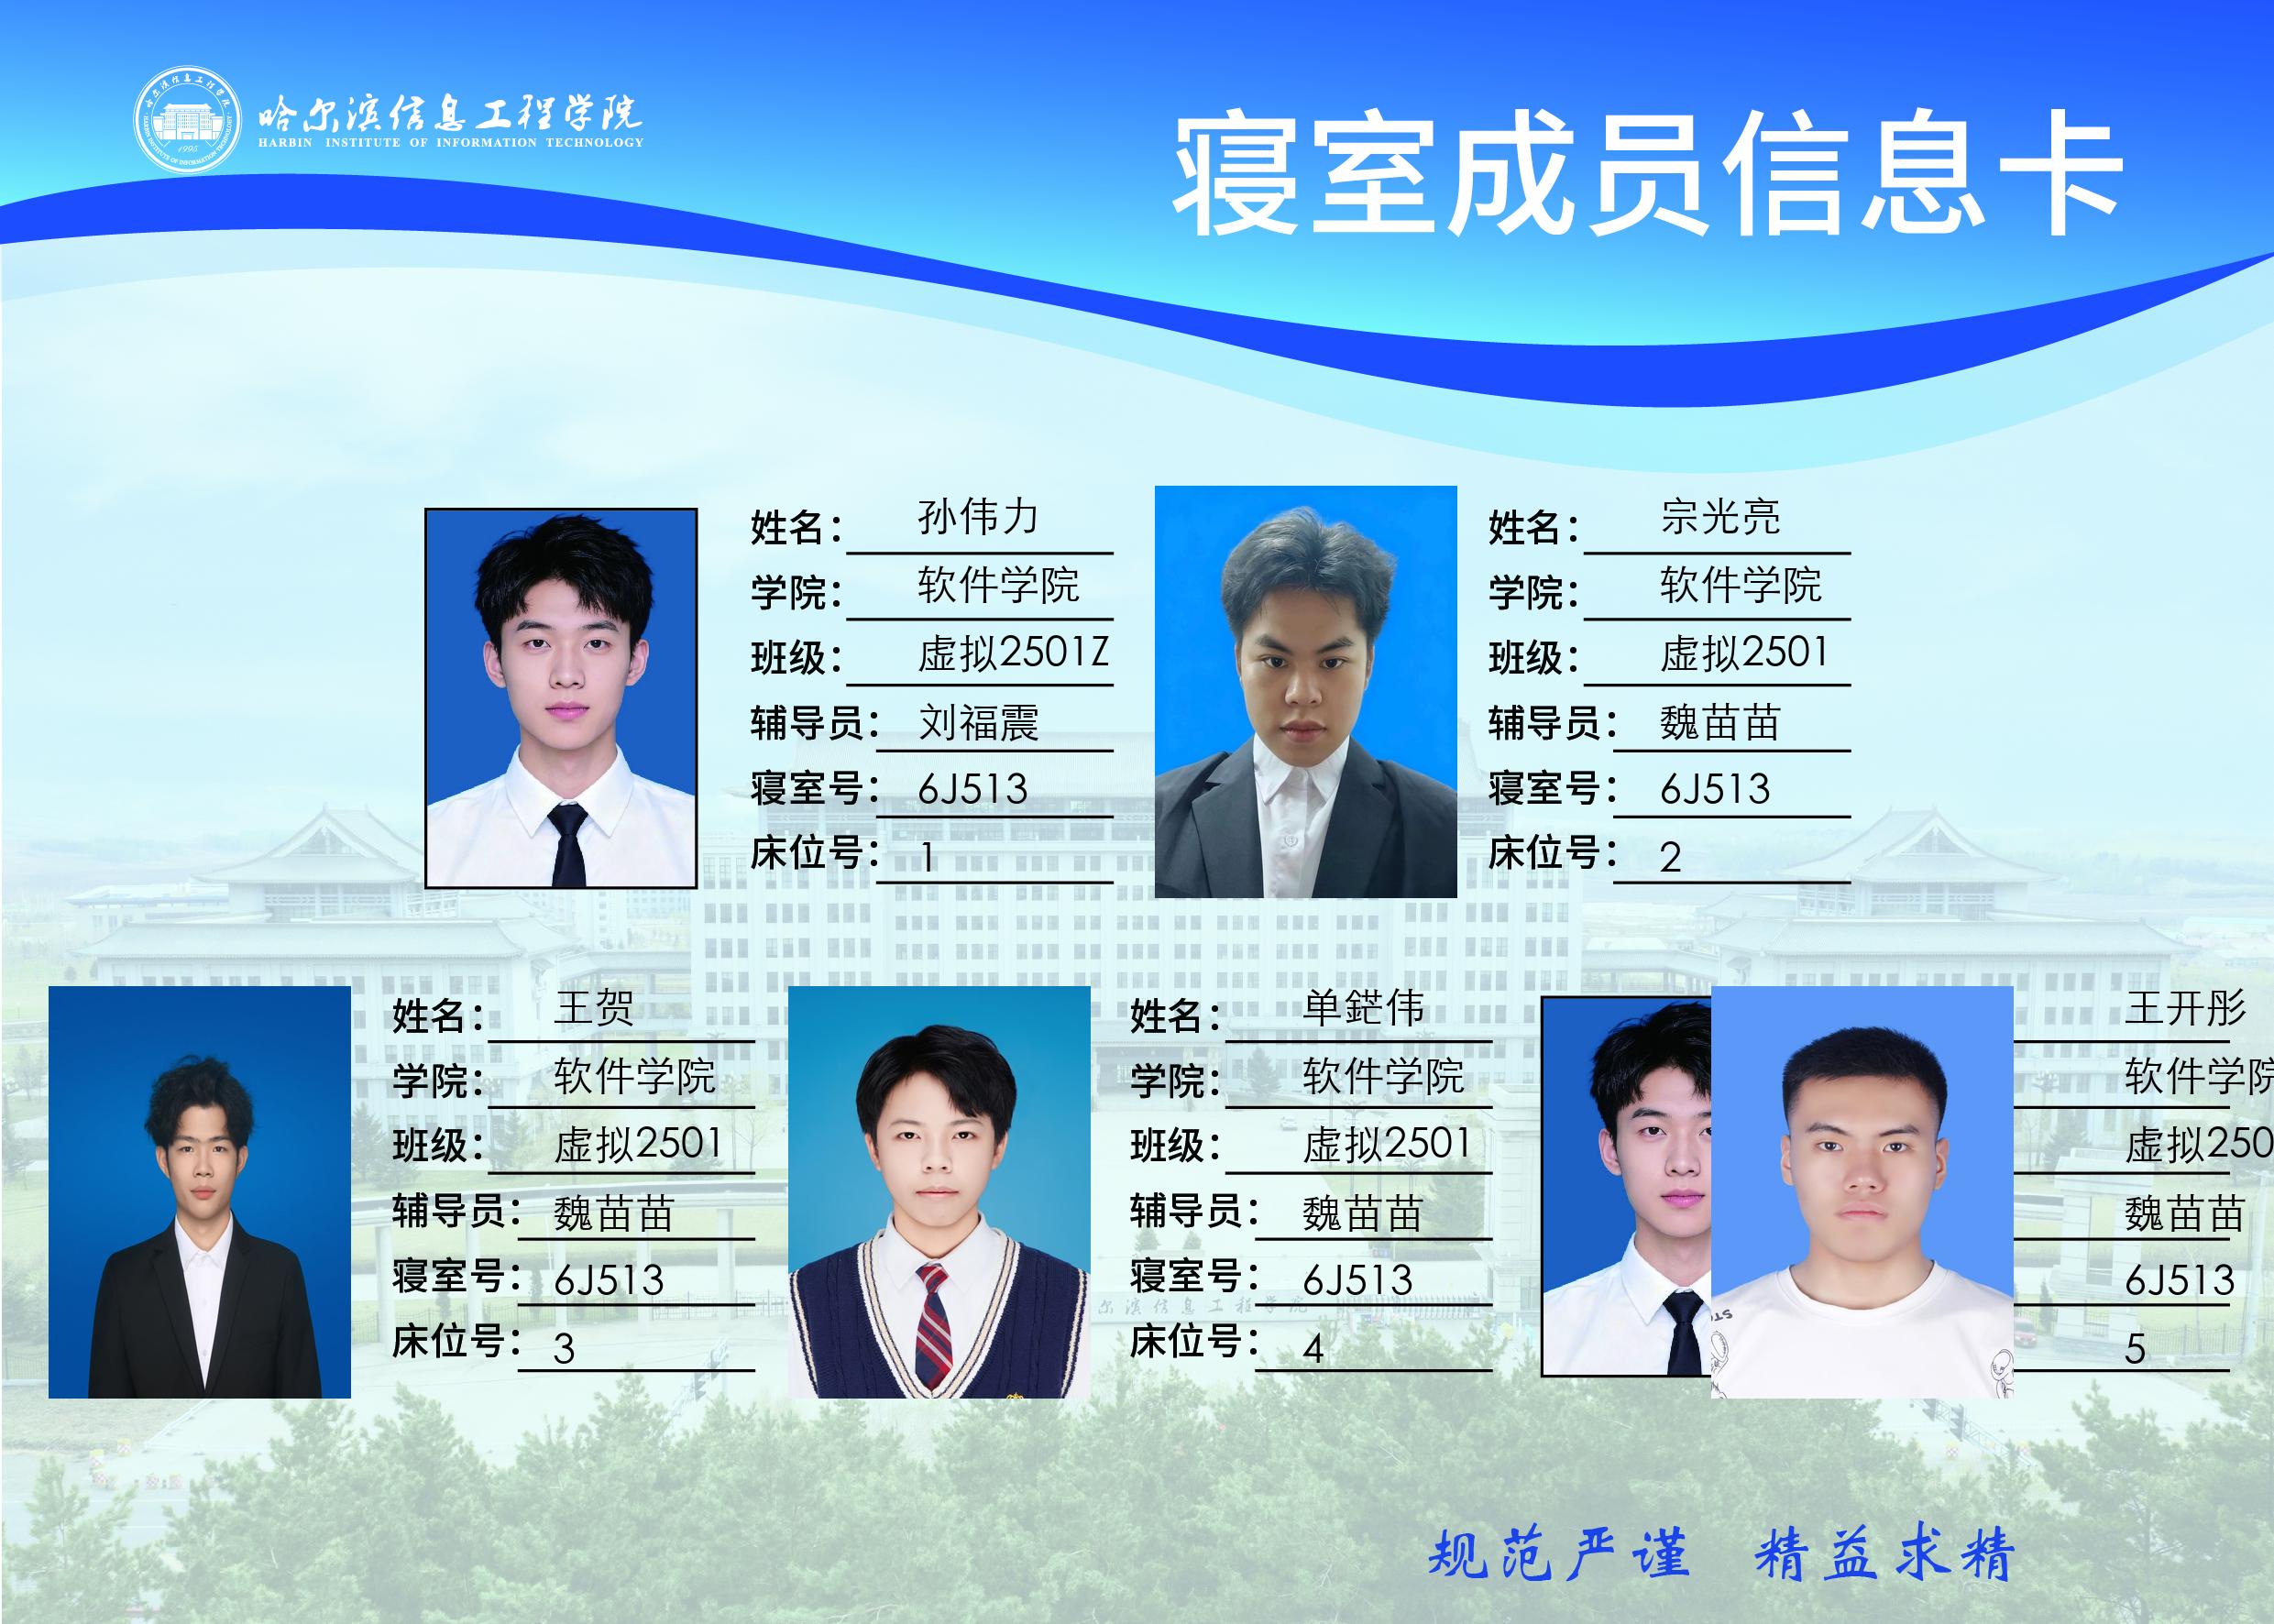 哈尔滨信息工程学院
HARBIN INSTITUTE OF INFORMATION TECHNOLOGY
1995
寝室成员信息卡
姓名： 孙伟力
学院： 软件学院
班级： 虚拟2501Z
辅导员： 刘福震
寝室号： 6J513
床位号： 1
姓名： 宗光亮
学院： 软件学院
班级： 虚拟2501
辅导员： 魏苗苗
寝室号： 6J513
床位号： 2
姓名： 王贺
学院： 软件学院
班级： 虚拟2501
辅导员： 魏苗苗
寝室号： 6J513
床位号： 3
姓名： 单鋩伟
学院： 软件学院
班级： 虚拟2501
辅导员： 魏苗苗
寝室号： 6J513
床位号： 4
王开彤
软件学院
虚拟250
魏苗苗
6J513
5
规范严谨 精益求精